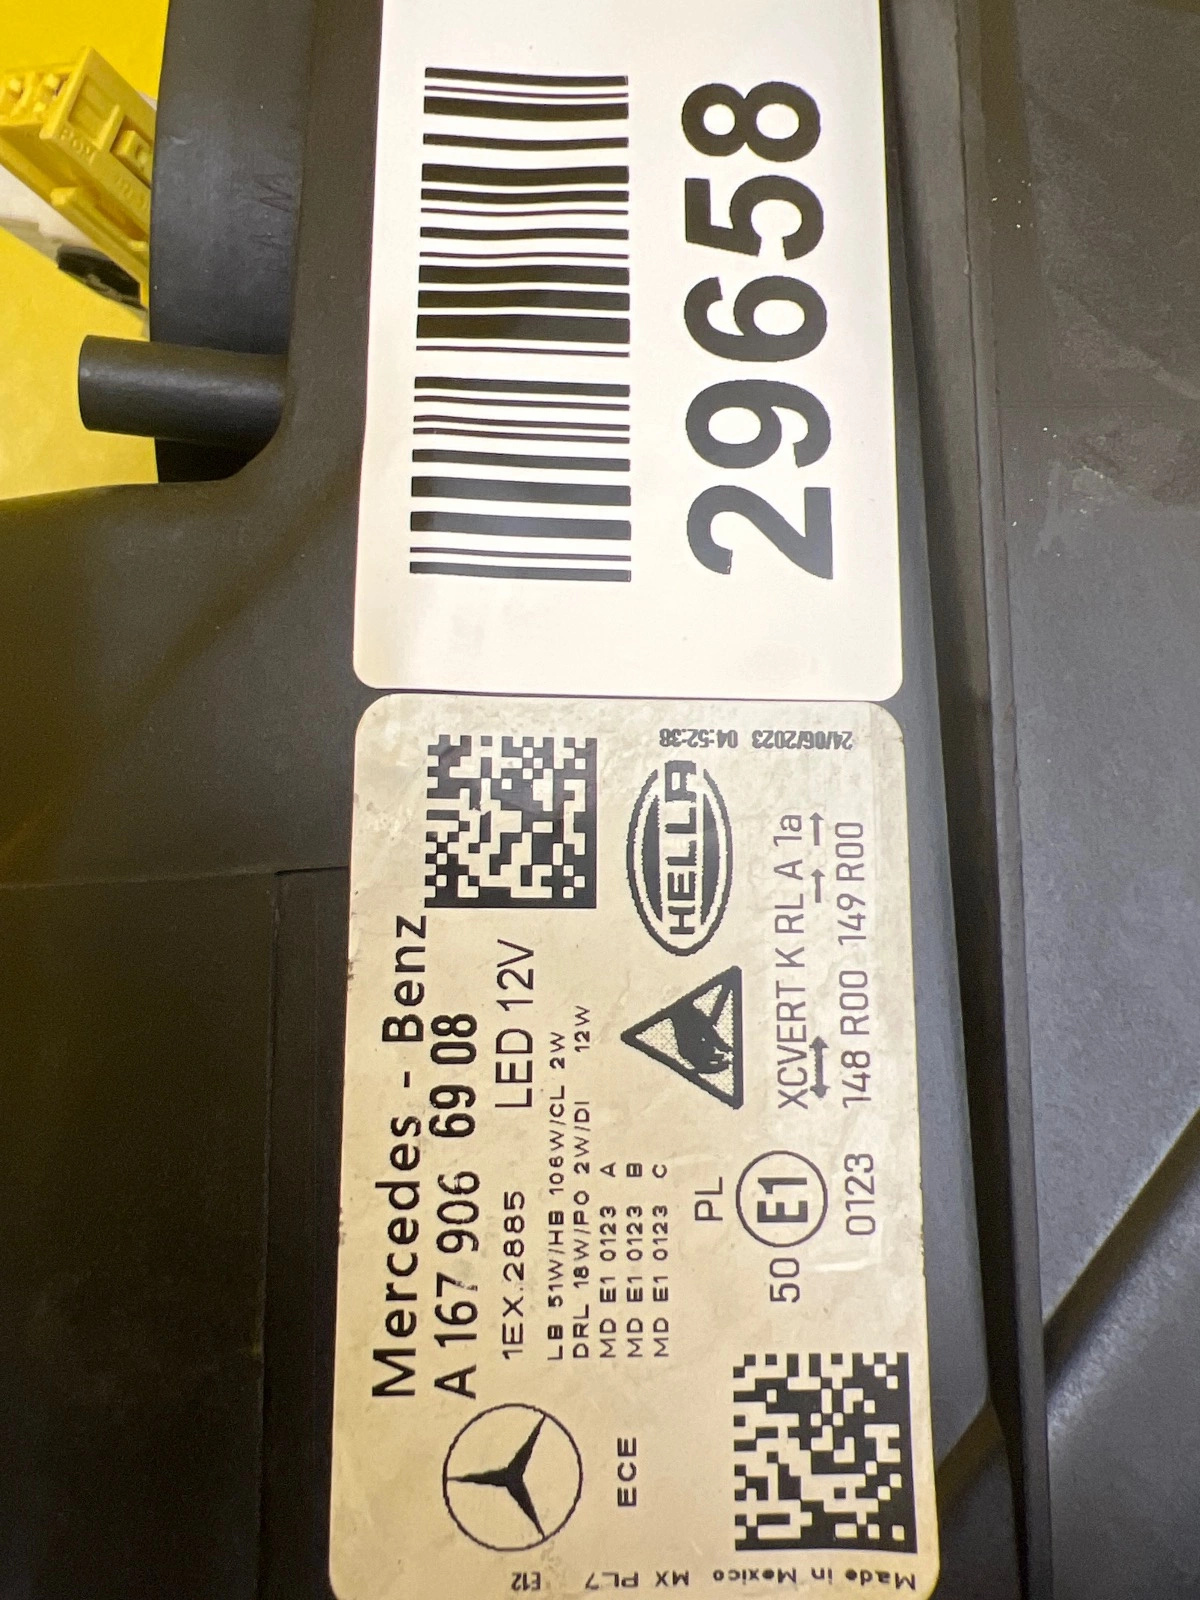 29658
Mercedes - Benz
A 167 906 69 08
1EX.2885 LED 12V
LB 51W/HB 106W/CL 2W
DRL 18W/PO 2W/DI 12W
MD E1 0123 A
MD E1 0123 B
MD E1 0123 C
ECE
PL
HELLA
50 E1 XCVERT K RL A 1a
0123 148 R00 149 R00
24/06/2023 04:52:38
E12
MX PL7
Made in Mexico